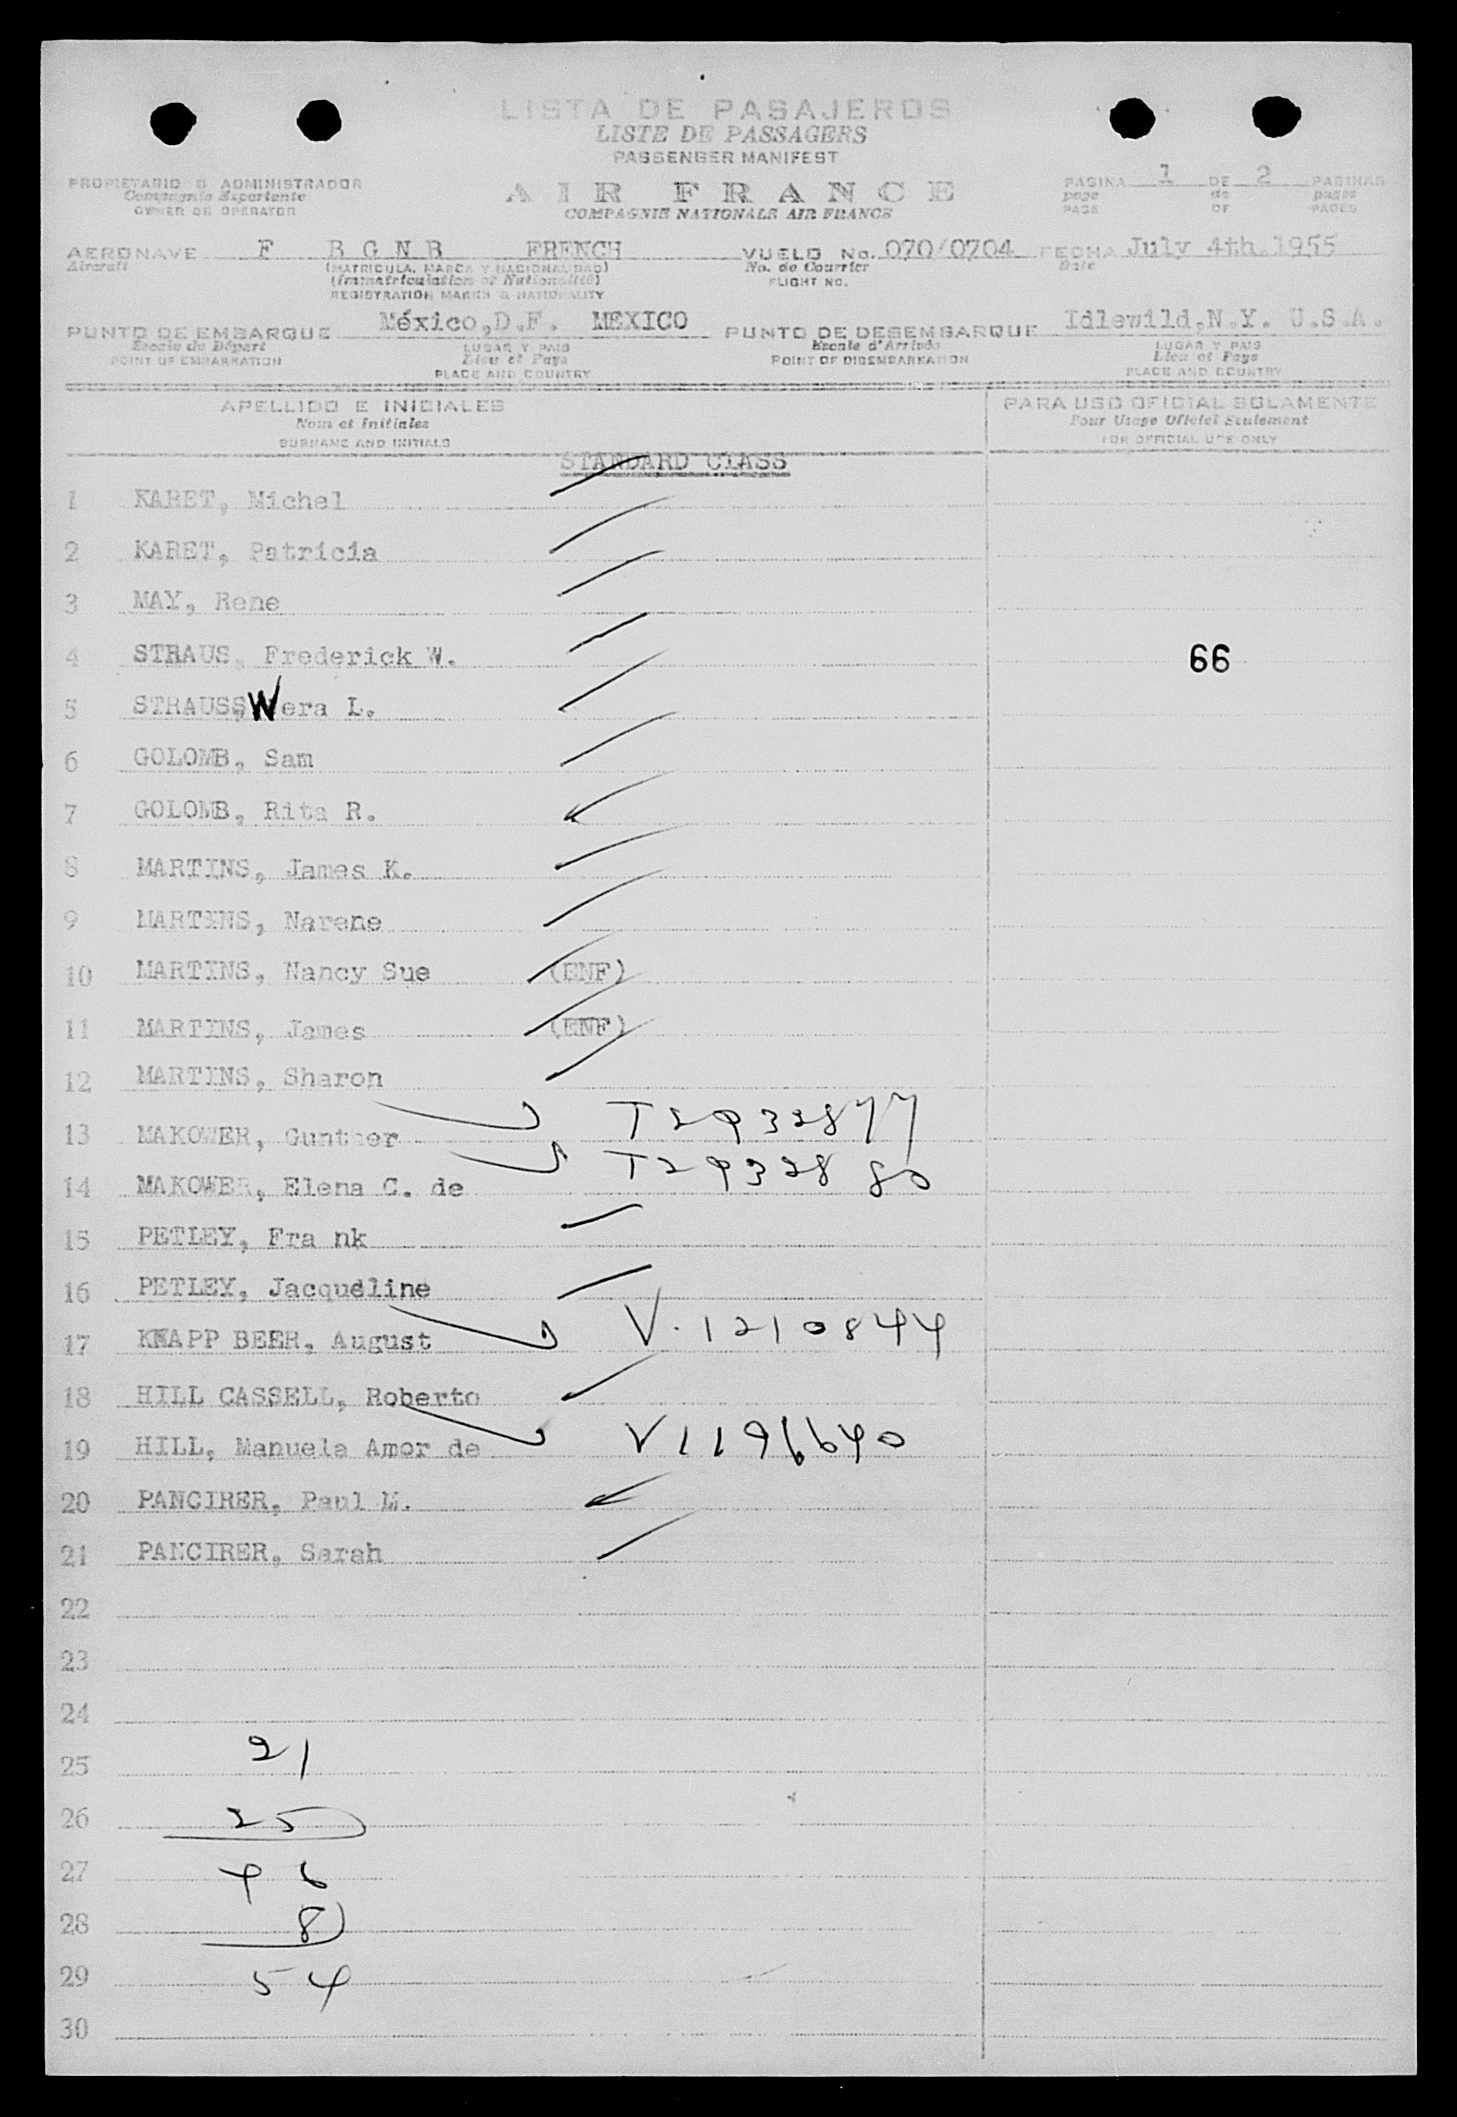 LISTA DE PASAJEROS
LISTE DE PASSAGERS
PASSENGER MANIFEST
PROPIETARIO O ADMINISTRADOR
Compagnie Exportante
OWNER OR OPERATOR
AIR FRANCE
COMPAGNIE NATIONALE AIR FRANCE
PAGINA 1 DE 2 PAGINAS
page de pages
PAGE OF PAGES
AERONAVE F B G N R FRENCH VUELO No. 070/0704 FECHA July 4th.1955
Aircraft (MATRICULA, MARCA Y NACIONALIDAD) No. de Courrier Date
(Immatriculation et Nationalité) FLIGHT NO.
REGISTRATION MARKS & NATIONALITY
PUNTO DE EMBARQUE México,D.F. MEXICO PUNTO DE DESEMBARQUE Idlewild,N.Y. U.S.A.
Escale de Départ LUGAR Y PAIS Escale d'Arrivée LUGAR Y PAIS
POINT OF EMBARKATION Lieu et Pays POINT OF DISEMBARKATION Lieu et Pays
PLACE AND COUNTRY PLACE AND COUNTRY
APELLIDO E INICIALES PARA USO OFICIAL SOLAMENTE
Nom et Initiales Pour Usage Officiel Seulement
SURNAME AND INITIALS FOR OFFICIAL USE ONLY
STANDARD CLASS
1 KARET, Michel
2 KARET, Patricia
3 MAY, Rene
4 STRAUS, Frederick W. 66
5 STRAUSS, Wera L.
6 GOLOMB, Sam
7 GOLOMB, Rita R.
8 MARTINS, James K.
9 MARTINS, Narene
10 MARTINS, Nancy Sue (ENF)
11 MARTINS, James (ENF)
12 MARTINS, Sharon
13 MAKOWER, Gunther T2932877
14 MAKOWER, Elena C. de T2932880
15 PETLEY, Fra nk
16 PETLEY, Jacqueline
17 KNAPP BEER, August V.1210844
18 HILL CASSELL, Roberto
19 HILL, Manuela Amor de V1196640
20 PANCIRER, Paul M.
21 PANCIRER, Sarah
22
23
24
25 21
26 25
27 46
28 8
29 54
30